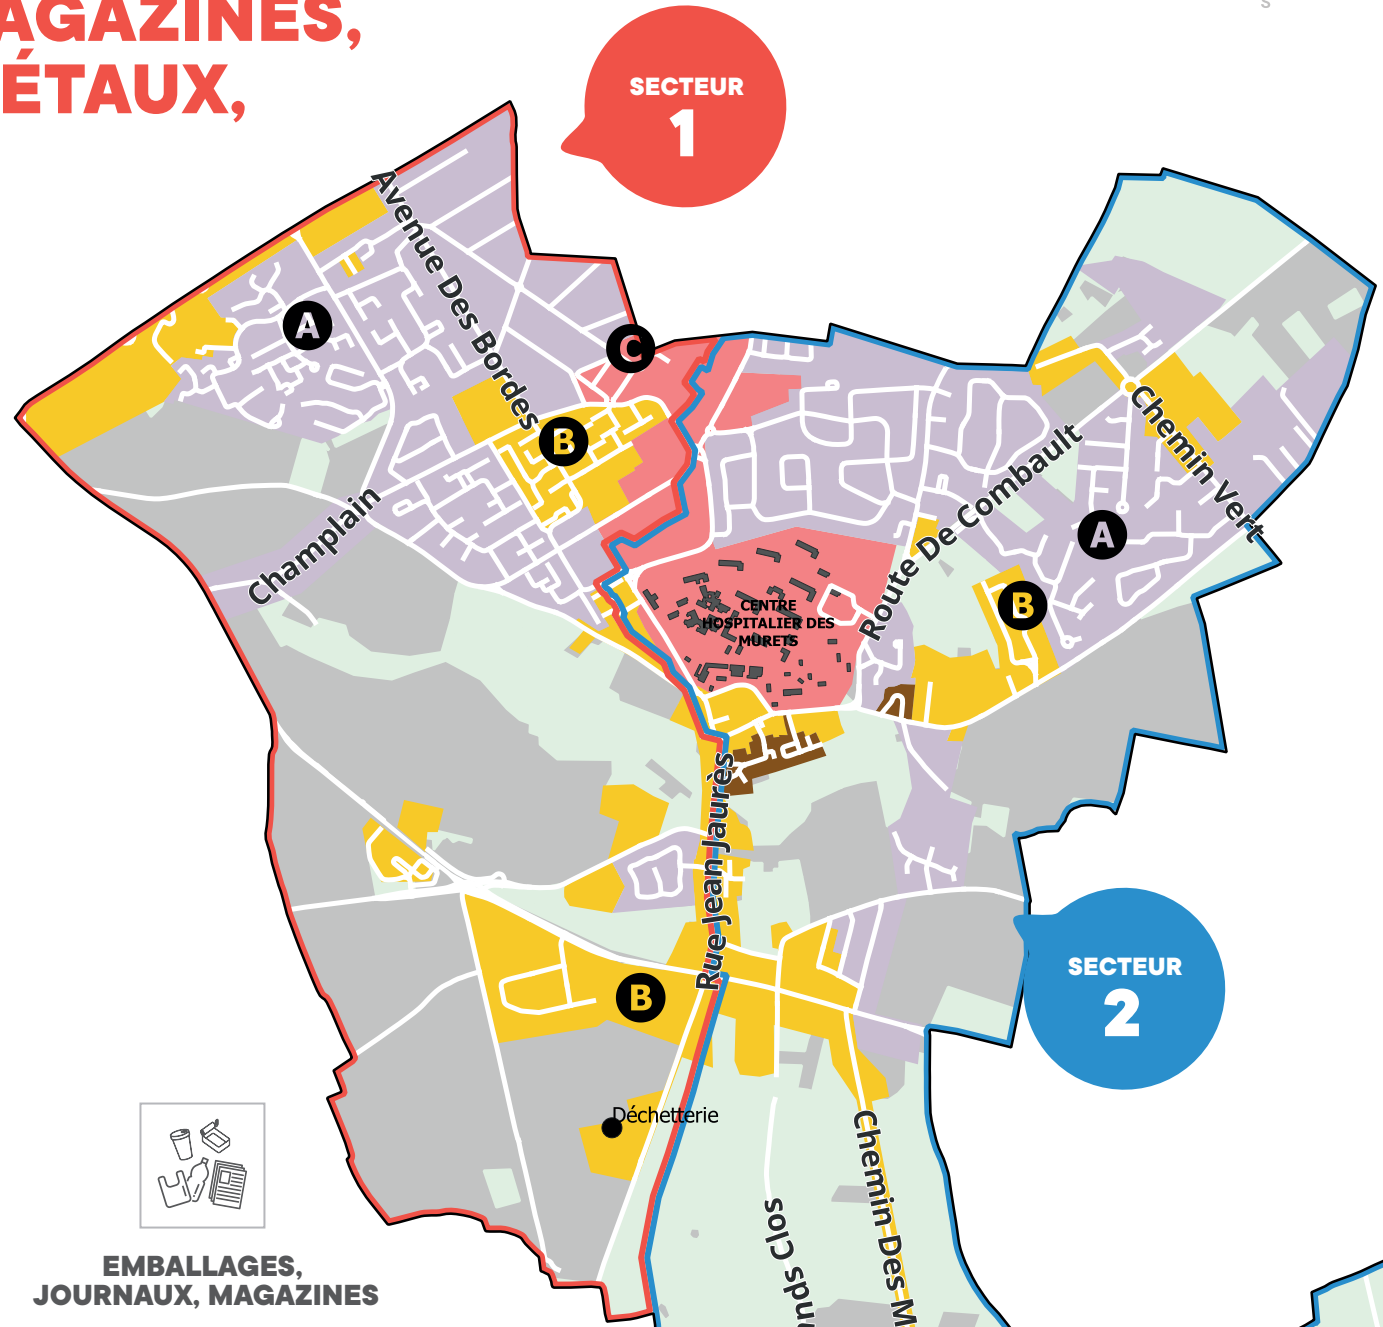 AGAZINES,
ÉTAUX,
S
SECTEUR
1
Avenue Des Bordes
A
C
B
Champlain
Chemin Vert
Route De Combault
A
B
CENTRE
HOSPITALIER DES
MURETS
Rue Jean Jaurès
SECTEUR
2
B
Déchetterie
Chemin Des M
nds Clos
EMBALLAGES,
JOURNAUX, MAGAZINES